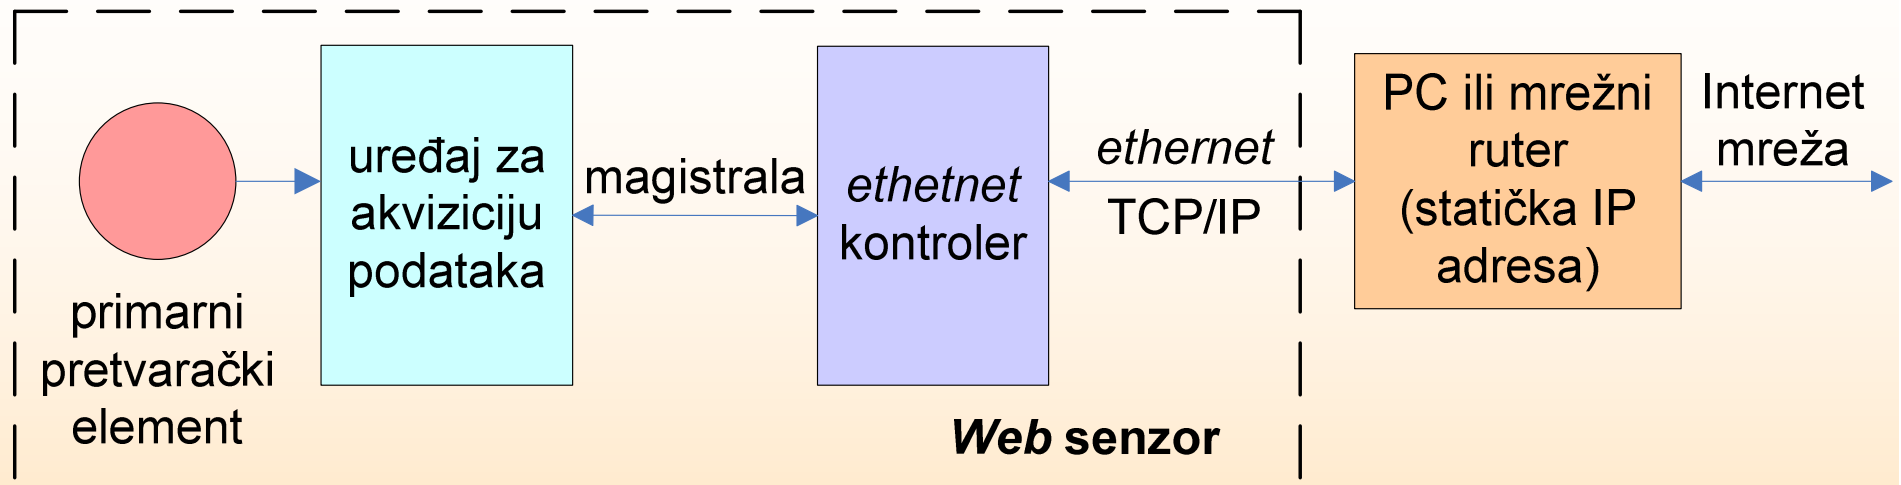 primarni
pretvarački
element
uređaj za
akviziciju
podataka
magistrala
ethetnet
kontroler
ethernet
TCP/IP
Web senzor
PC ili mrežni
ruter
(statička IP
adresa)
Internet
mreža